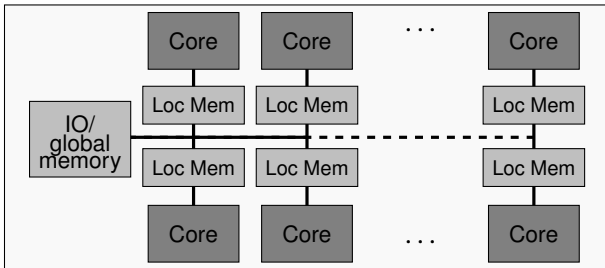 Core Core . . . Core
Loc Mem Loc Mem Loc Mem
IO/
global
memory
Loc Mem Loc Mem Loc Mem
Core Core . . . Core